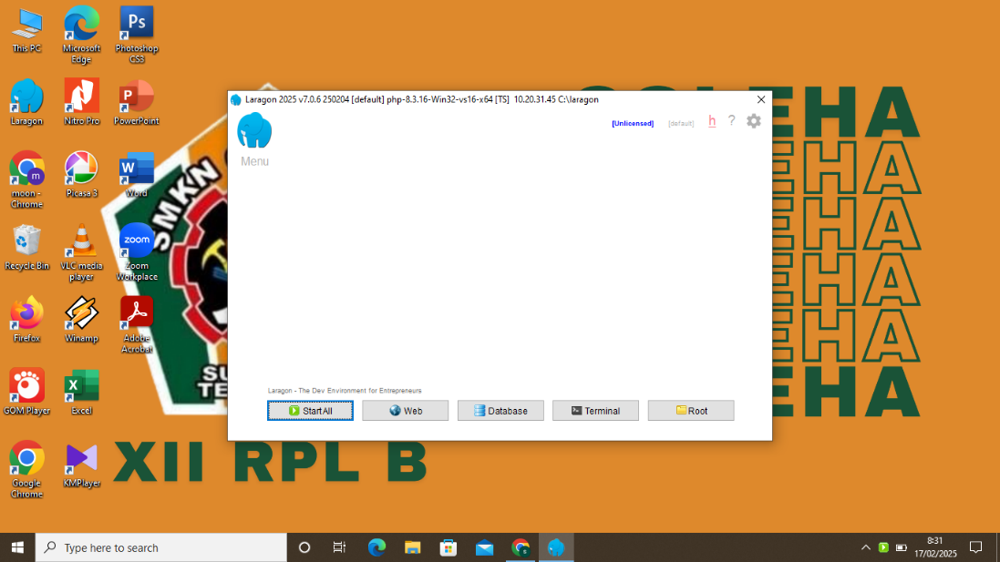 This PC
Microsoft Edge
Photoshop CS3
Laragon
Nitro Pro
PowerPoint
moon - Chrome
Picasa 3
Word
Recycle Bin
VLC media player
Zoom Workplace
zoom
Firefox
Winamp
Adobe Acrobat
GOM Player
Excel
Google Chrome
KMPlayer
Ps
SMKN
XII RPL B
Laragon 2025 v7.0.6 250204 [default] php-8.3.16-Win32-vs16-x64 [TS] 10.20.31.45 C:\laragon
[Unlicensed]
[default]
h
?
Menu
Laragon - The Dev Environment for Entrepreneurs
Start All
Web
Database
Terminal
Root
EHA
EHA
EHA
EHA
EHA
EHA
Type here to search
8:31
17/02/2025